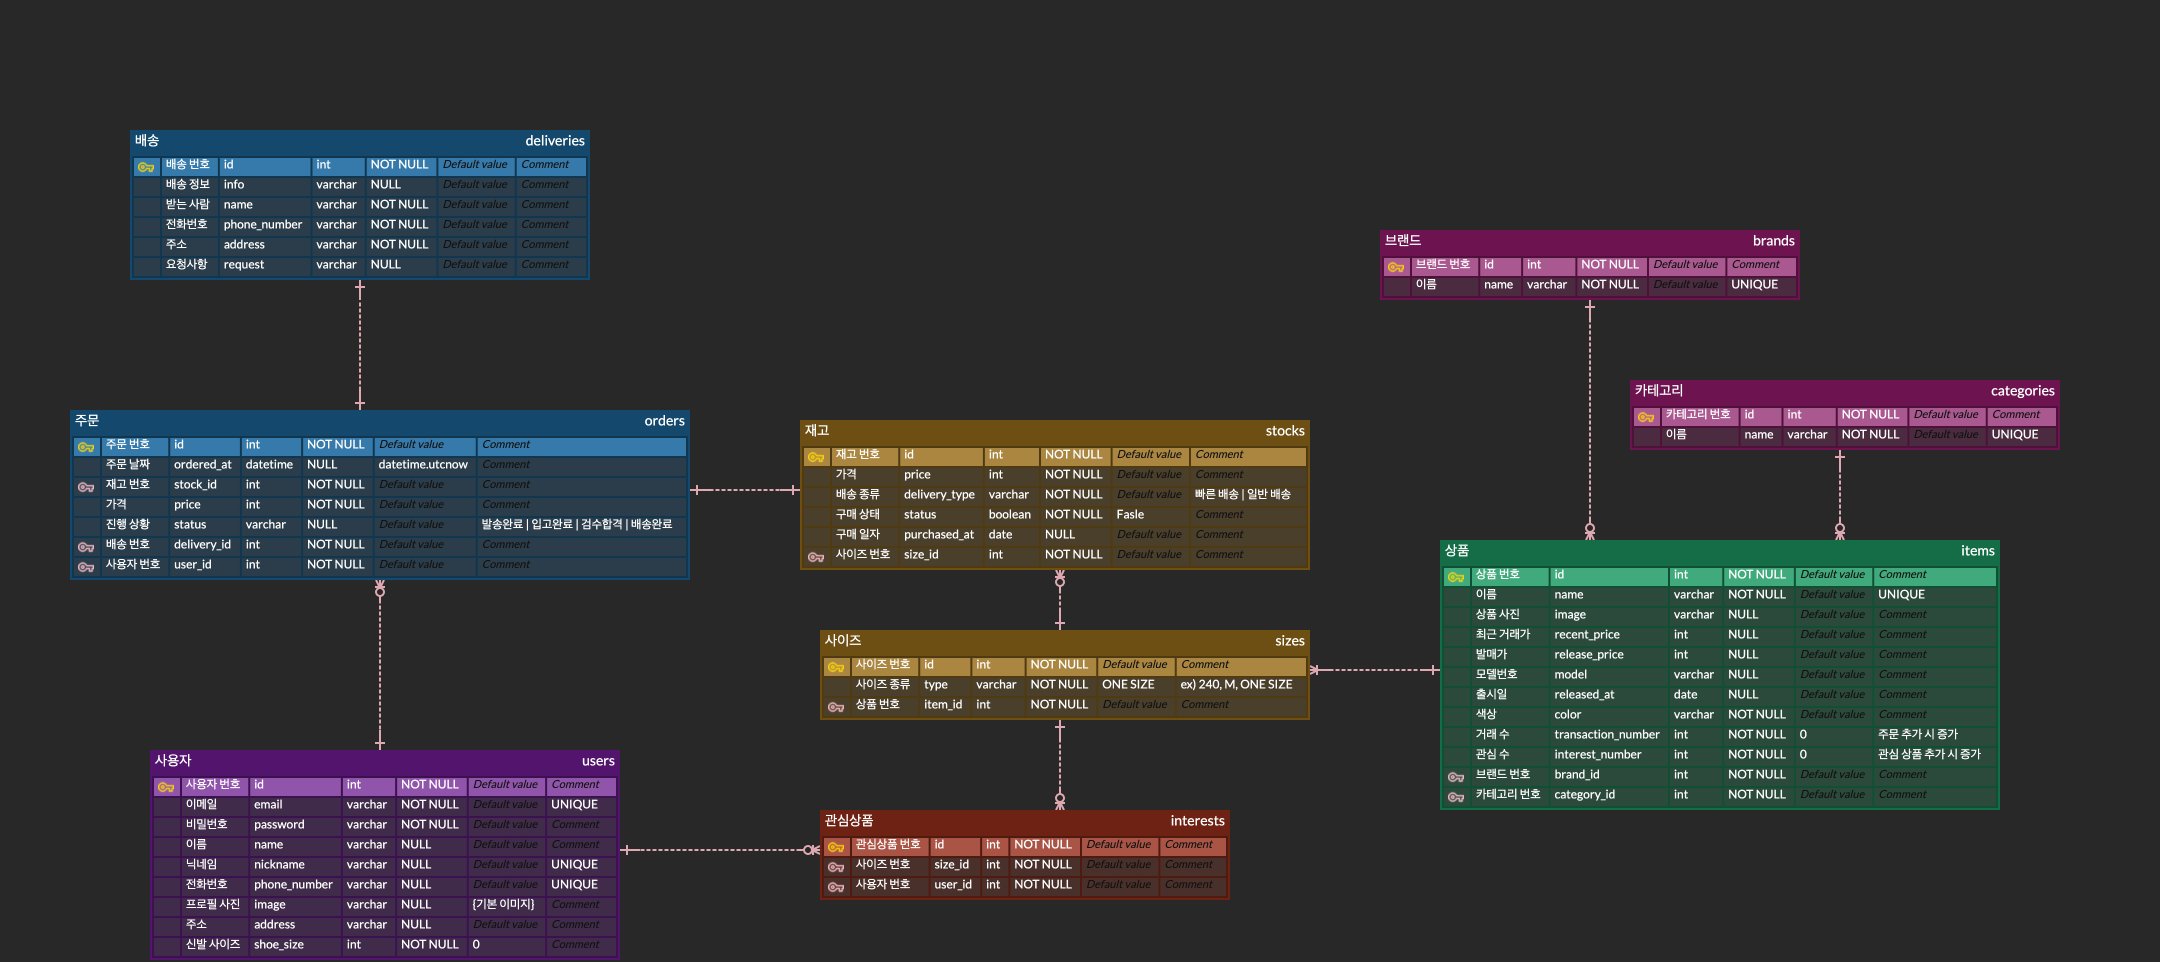 배송 deliveries
배송 번호 id int NOT NULL Default value Comment
배송 정보 info varchar NULL Default value Comment
받는 사람 name varchar NOT NULL Default value Comment
전화번호 phone_number varchar NOT NULL Default value Comment
주소 address varchar NOT NULL Default value Comment
요청사항 request varchar NULL Default value Comment
브랜드 brands
브랜드 번호 id int NOT NULL Default value Comment
이름 name varchar NOT NULL Default value UNIQUE
카테고리 categories
카테고리 번호 id int NOT NULL Default value Comment
이름 name varchar NOT NULL Default value UNIQUE
주문 orders
주문 번호 id int NOT NULL Default value Comment
주문 날짜 ordered_at datetime NULL datetime.utcnow Comment
재고 번호 stock_id int NOT NULL Default value Comment
가격 price int NOT NULL Default value Comment
진행 상황 status varchar NULL Default value 발송완료 | 입고완료 | 검수합격 | 배송완료
배송 번호 delivery_id int NOT NULL Default value Comment
사용자 번호 user_id int NOT NULL Default value Comment
재고 stocks
재고 번호 id int NOT NULL Default value Comment
가격 price int NOT NULL Default value Comment
배송 종류 delivery_type varchar NOT NULL Default value 빠른 배송 | 일반 배송
구매 상태 status boolean NOT NULL Fasle Comment
구매 일자 purchased_at date NULL Default value Comment
사이즈 번호 size_id int NOT NULL Default value Comment
상품 items
상품 번호 id int NOT NULL Default value Comment
이름 name varchar NOT NULL Default value UNIQUE
상품 사진 image varchar NULL Default value Comment
최근 거래가 recent_price int NULL Default value Comment
발매가 release_price int NULL Default value Comment
모델번호 model varchar NULL Default value Comment
출시일 released_at date NULL Default value Comment
색상 color varchar NOT NULL Default value Comment
거래 수 transaction_number int NOT NULL 0 주문 추가 시 증가
관심 수 interest_number int NOT NULL 0 관심 상품 추가 시 증가
브랜드 번호 brand_id int NOT NULL Default value Comment
카테고리 번호 category_id int NOT NULL Default value Comment
사이즈 sizes
사이즈 번호 id int NOT NULL Default value Comment
사이즈 종류 type varchar NOT NULL ONE SIZE ex) 240, M, ONE SIZE
상품 번호 item_id int NOT NULL Default value Comment
사용자 users
사용자 번호 id int NOT NULL Default value Comment
이메일 email varchar NOT NULL Default value UNIQUE
비밀번호 password varchar NOT NULL Default value Comment
이름 name varchar NULL Default value Comment
닉네임 nickname varchar NULL Default value UNIQUE
전화번호 phone_number varchar NULL Default value UNIQUE
프로필 사진 image varchar NULL {기본 이미지} Comment
주소 address varchar NULL Default value Comment
신발 사이즈 shoe_size int NOT NULL 0 Comment
관심상품 interests
관심상품 번호 id int NOT NULL Default value Comment
사이즈 번호 size_id int NOT NULL Default value Comment
사용자 번호 user_id int NOT NULL Default value Comment